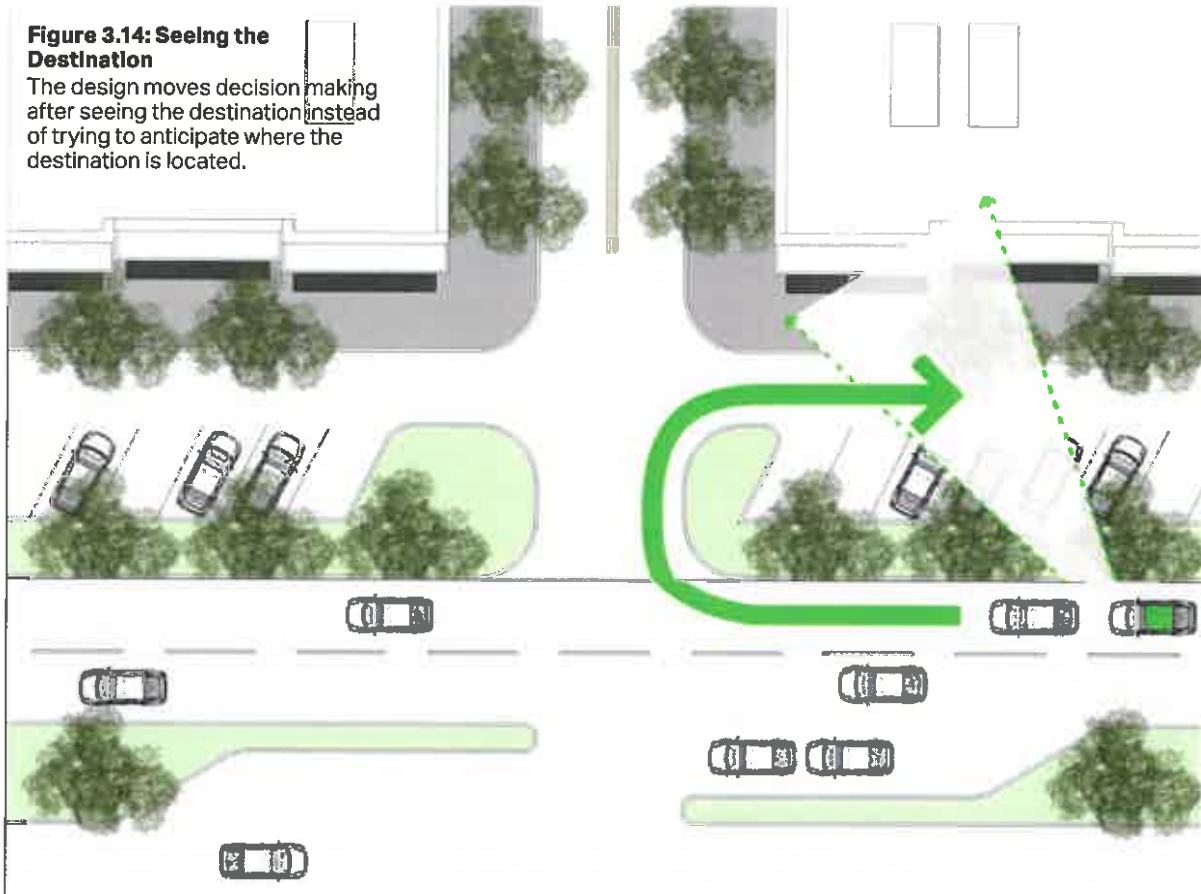 Figure 3.14: Seeing the
Destination
The design moves decision making
after seeing the destination instead
of trying to anticipate where the
destination is located.